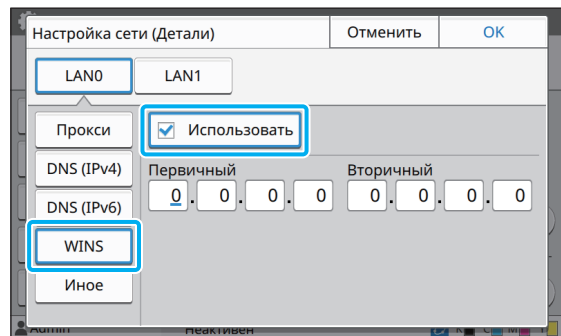 Настройка сети (Детали) Отменить OK
LAN0 LAN1
Прокси
DNS (IPv4)
DNS (IPv6)
WINS
Иное
Использовать
Первичный Вторичный
0. 0. 0. 0 0. 0. 0. 0
Admin Неактивен K C M Y